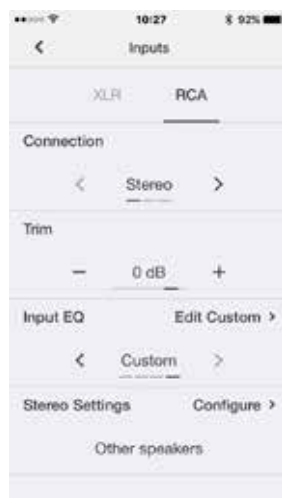 10:27 92%
Inputs
XLR RCA
Connection
Stereo
Trim
− 0 dB +
Input EQ Edit Custom >
< Custom >
Stereo Settings Configure >
Other speakers